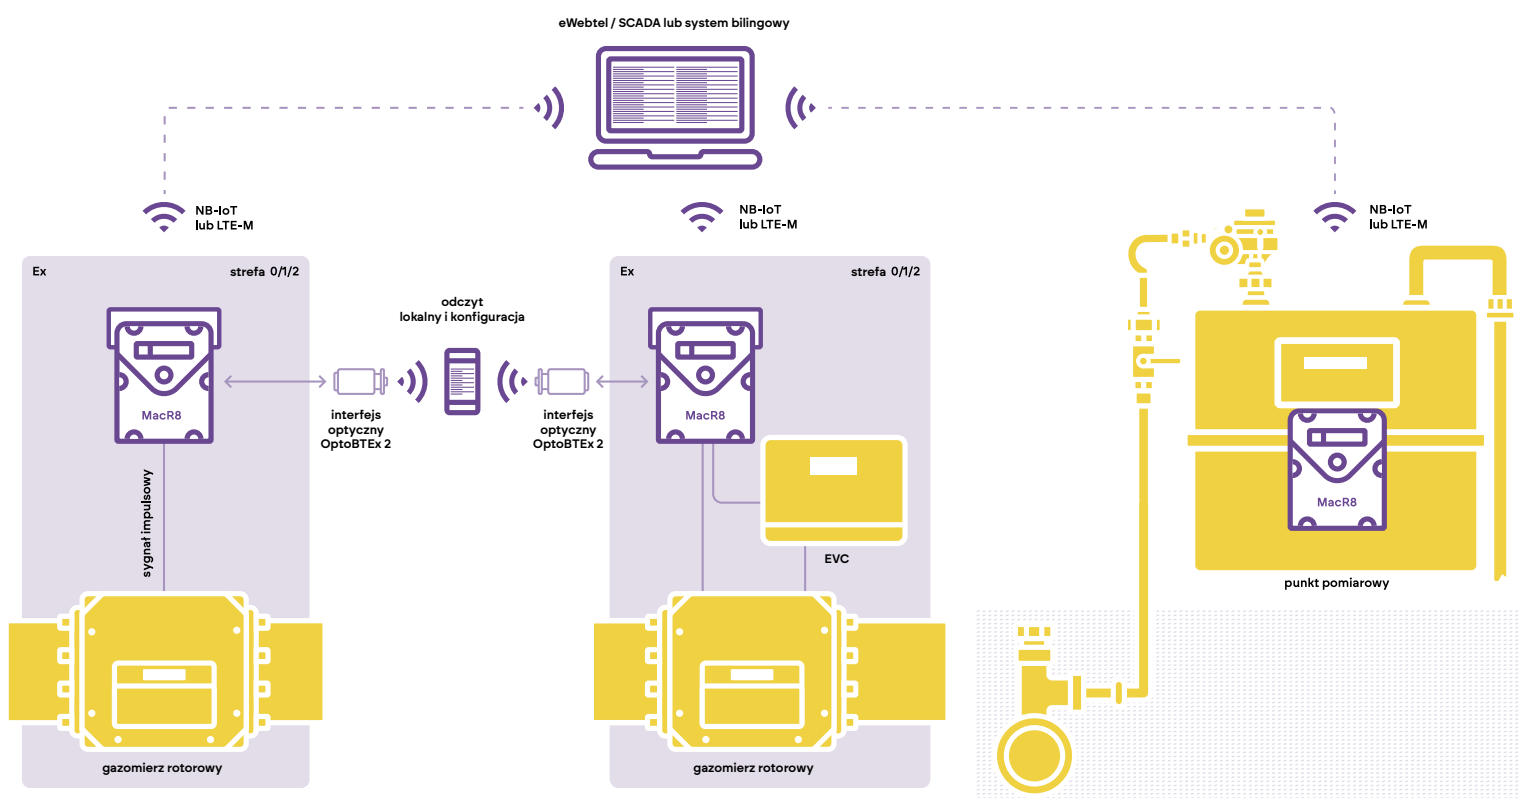 eWebtel / SCADA lub system bilingowy
NB-IoT
lub LTE-M
NB-IoT
lub LTE-M
NB-IoT
lub LTE-M
Ex
strefa 0/1/2
Ex
strefa 0/1/2
odczyt
lokalny i konfiguracja
MacR8
interfejs
optyczny
OptoBTEx 2
interfejs
optyczny
OptoBTEx 2
MacR8
MacR8
sygnał impulsowy
EVC
punkt pomiarowy
gazomierz rotorowy
gazomierz rotorowy